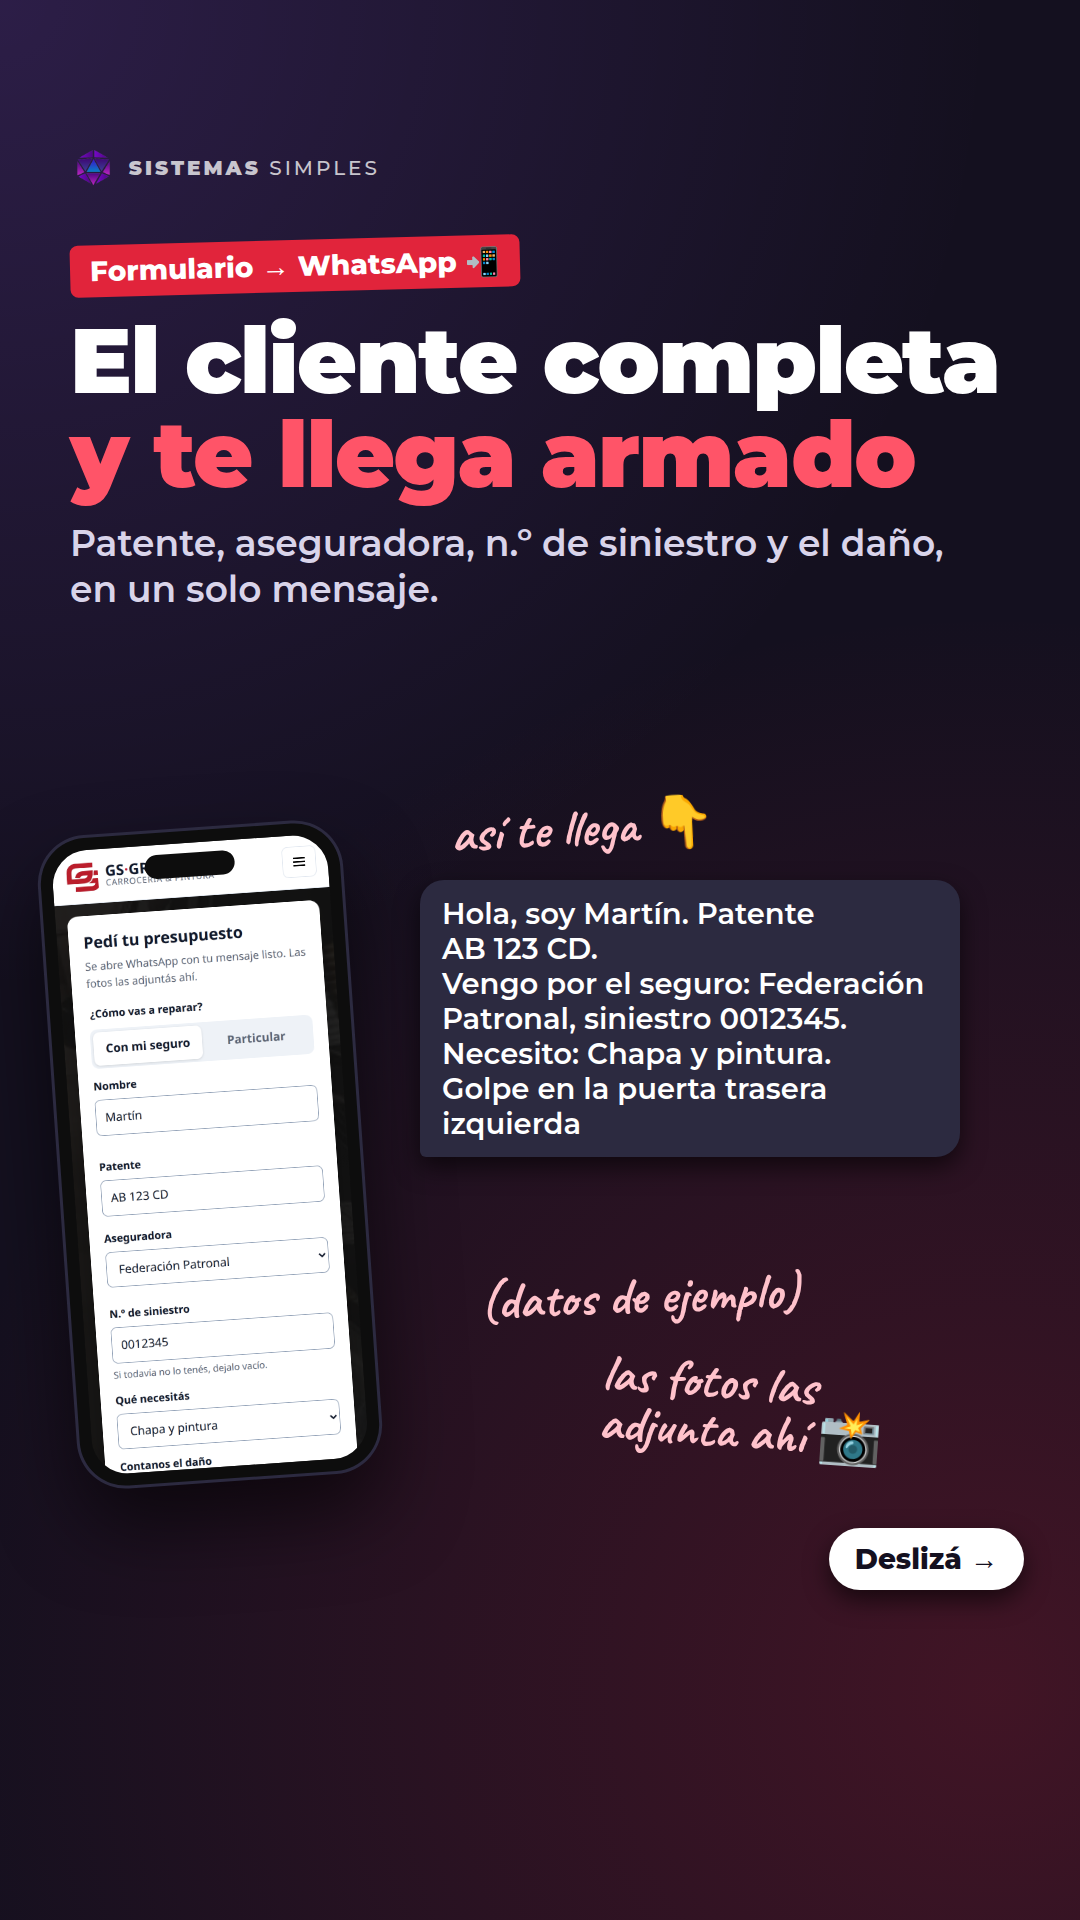 SISTEMAS SIMPLES
Formulario → WhatsApp
El cliente completa
y te llega armado
Patente, aseguradora, n.º de siniestro y el daño,
en un solo mensaje.
así te llega
GS·GR
CARROCERÍA & PINTURA
Pedí tu presupuesto
Se abre WhatsApp con tu mensaje listo. Las
fotos las adjuntás ahí.
¿Cómo vas a reparar?
Con mi seguro
Particular
Nombre
Martín
Patente
AB 123 CD
Aseguradora
Federación Patronal
N.º de siniestro
0012345
Si todavía no lo tenés, dejalo vacío.
Qué necesitás
Chapa y pintura
Contanos el daño
Hola, soy Martín. Patente
AB 123 CD.
Vengo por el seguro: Federación
Patronal, siniestro 0012345.
Necesito: Chapa y pintura.
Golpe en la puerta trasera
izquierda
(datos de ejemplo)
las fotos las
adjunta ahí
Deslizá →